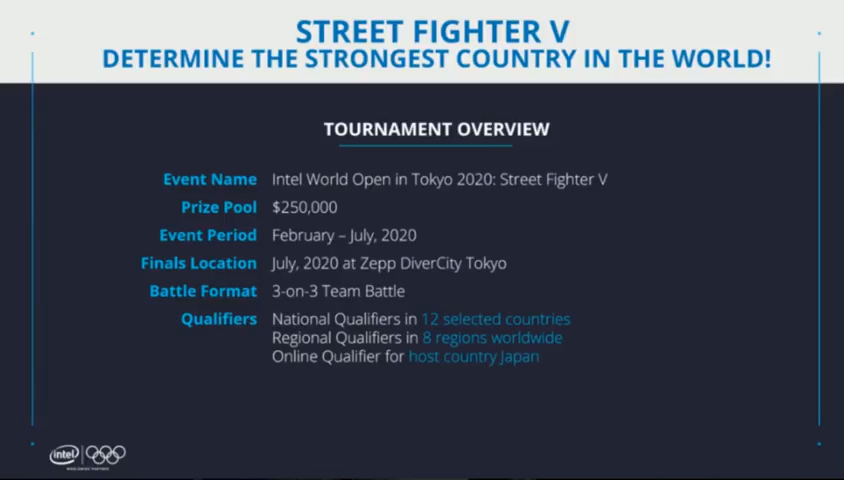 STREET FIGHTER V
DETERMINE THE STRONGEST COUNTRY IN THE WORLD!
TOURNAMENT OVERVIEW
Event Name Intel World Open in Tokyo 2020: Street Fighter V
Prize Pool $250,000
Event Period February – July, 2020
Finals Location July, 2020 at Zepp DiverCity Tokyo
Battle Format 3-on-3 Team Battle
Qualifiers National Qualifiers in 12 selected countries
Regional Qualifiers in 8 regions worldwide
Online Qualifier for host country Japan
intel
WORLDWIDE PARTNER